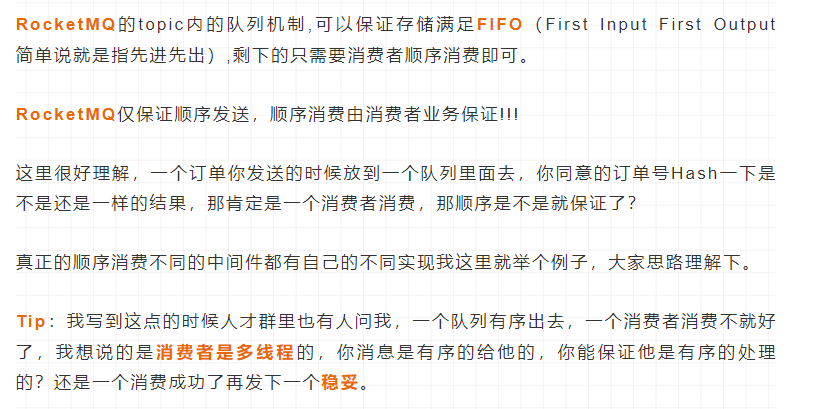 RocketMQ的topic内的队列机制,可以保证存储满足FIFO（First Input First Output
简单说就是指先进先出）,剩下的只需要消费者顺序消费即可。
RocketMQ仅保证顺序发送，顺序消费由消费者业务保证!!!
这里很好理解，一个订单你发送的时候放到一个队列里面去，你同意的订单号Hash一下是
不是还是一样的结果，那肯定是一个消费者消费，那顺序是不是就保证了？
真正的顺序消费不同的中间件都有自己的不同实现我这里就举个例子，大家思路理解下。
Tip：我写到这点的时候人才群里也有人问我，一个队列有序出去，一个消费者消费不就好
了，我想说的是消费者是多线程的，你消息是有序的给他的，你能保证他是有序的处理
的？还是一个消费成功了再发下一个稳妥。